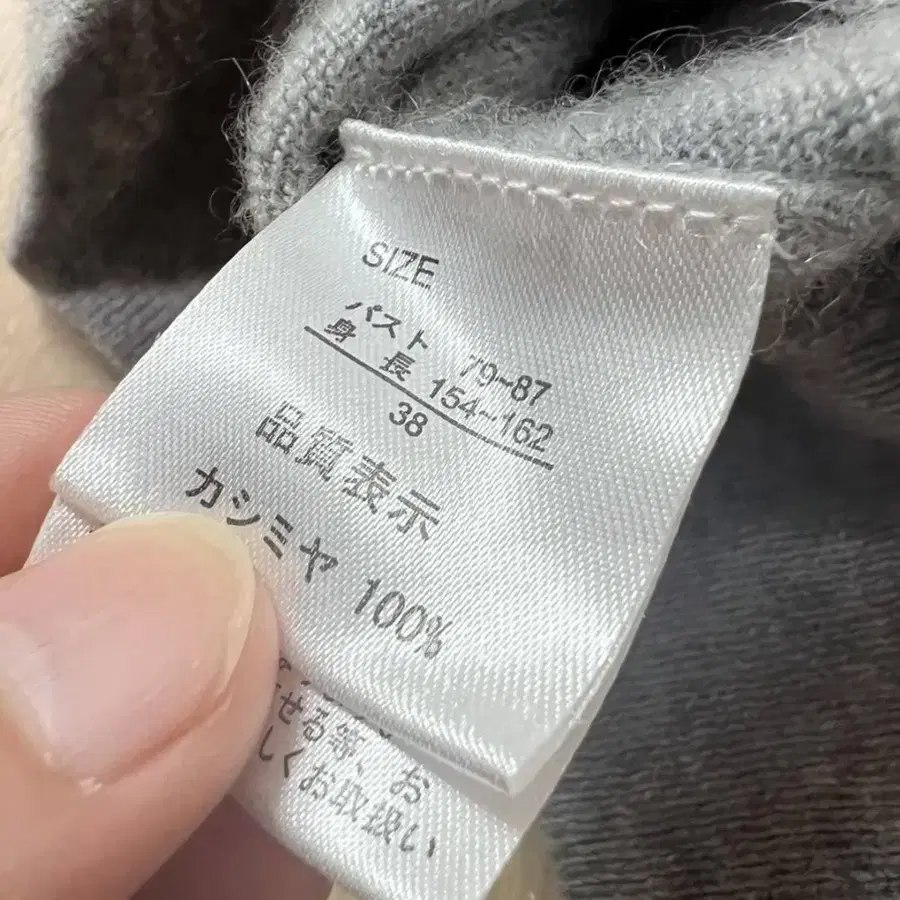 SIZE
バスト 79-87
身長 154-162
38
品質表示
カシミヤ 100%
せる等、お
しくお取扱い